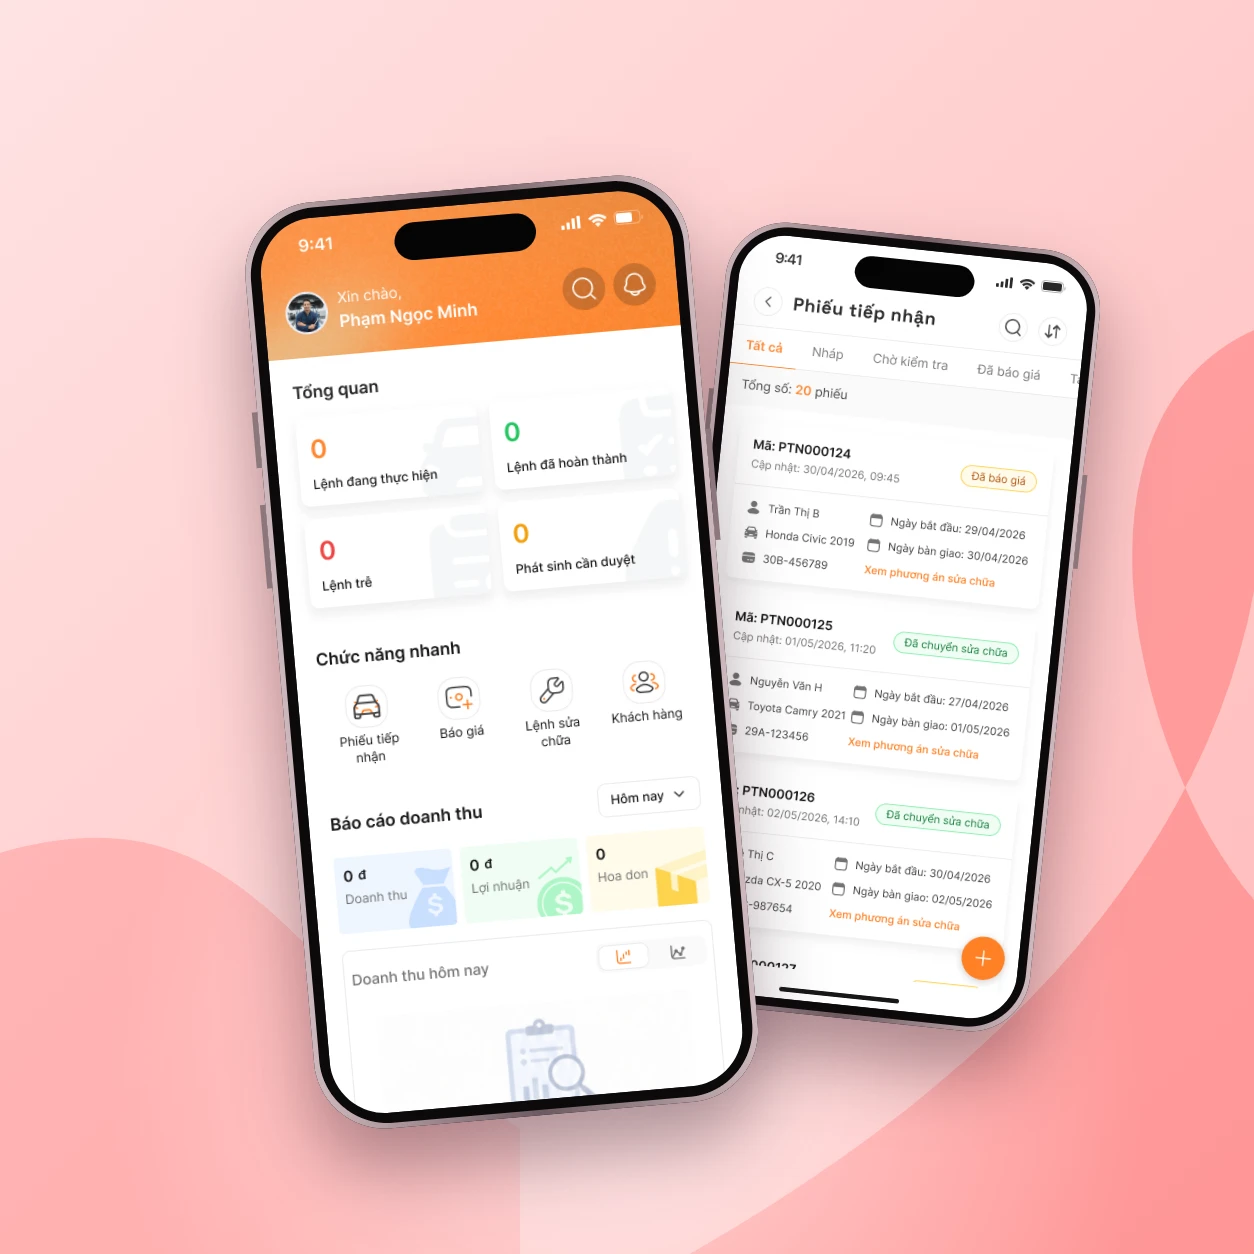 9:41
Xin chào,
Phạm Ngọc Minh
Tổng quan
0
Lệnh đang thực hiện
0
Lệnh đã hoàn thành
0
Lệnh trễ
0
Phát sinh cần duyệt
Chức năng nhanh
Phiếu tiếp
nhận
Báo giá
Lệnh sửa
chữa
Khách hàng
Báo cáo doanh thu
Hôm nay
0 đ
Doanh thu
0 đ
Lợi nhuận
0
Hoa don
Doanh thu hôm nay
9:41
Phiếu tiếp nhận
Tất cả
Nháp
Chờ kiểm tra
Đã báo giá
Tổng số: 20 phiếu
Mã: PTN000124
Cập nhật: 30/04/2026, 09:45
Đã báo giá
Trần Thị B
Ngày bắt đầu: 29/04/2026
Honda Civic 2019
Ngày bàn giao: 30/04/2026
30B-456789
Xem phương án sửa chữa
Mã: PTN000125
Cập nhật: 01/05/2026, 11:20
Đã chuyển sửa chữa
Nguyễn Văn H
Ngày bắt đầu: 27/04/2026
Toyota Camry 2021
Ngày bàn giao: 01/05/2026
29A-123456
Xem phương án sửa chữa
: PTN000126
nhật: 02/05/2026, 14:10
Đã chuyển sửa chữa
Thị C
Ngày bắt đầu: 30/04/2026
zda CX-5 2020
Ngày bàn giao: 02/05/2026
-987654
Xem phương án sửa chữa